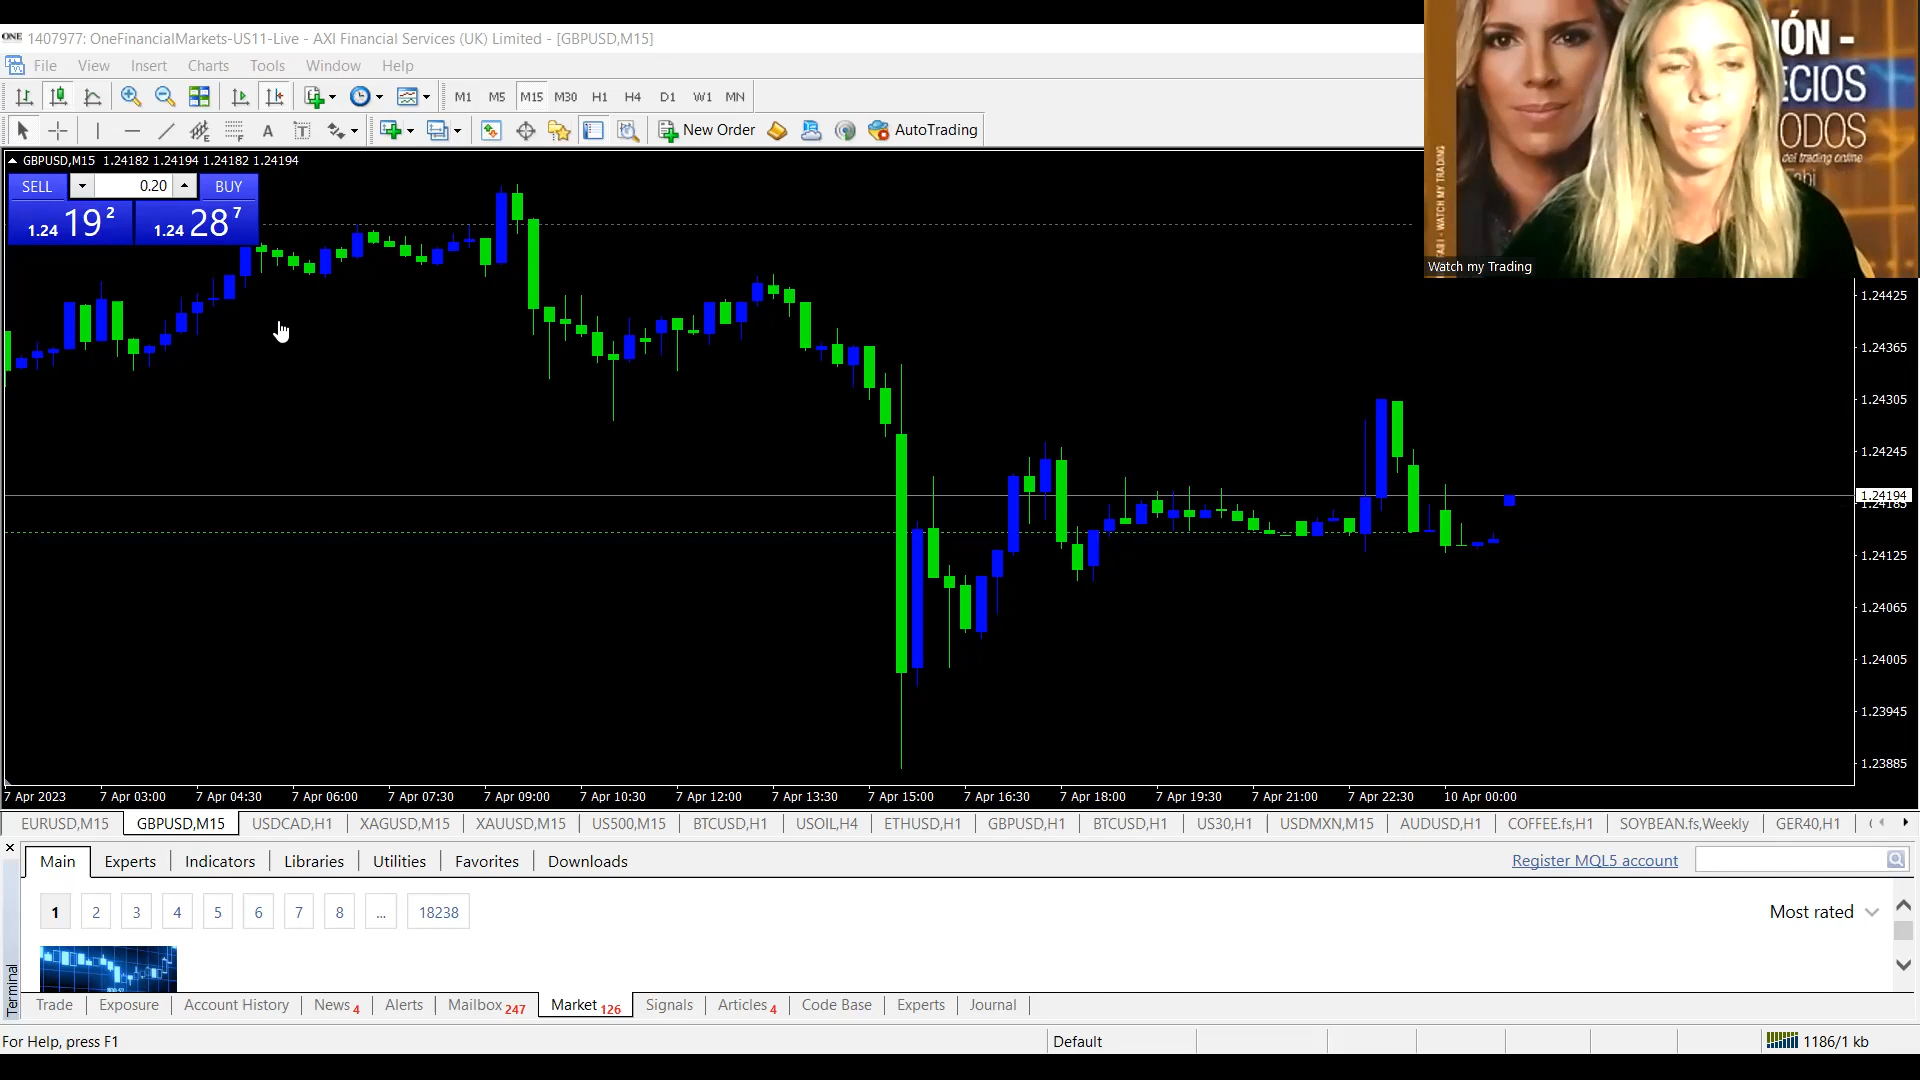 ONE 1407977: OneFinancialMarkets-US11-Live - AXI Financial Services (UK) Limited - [GBPUSD,M15]
File View Insert Charts Tools Window Help
M1 M5 M15 M30 H1 H4 D1 W1 MN
A T New Order AutoTrading
GBPUSD,M15 1.24182 1.24194 1.24182 1.24194
SELL 0.20 BUY
1.24 19 2 1.24 28 7
IÓN -
ECIOS
ODOS
del trading online
WATCH MY TRADING
Watch my Trading
1.24425
1.24365
1.24305
1.24245
1.24194
1.24185
1.24125
1.24065
1.24005
1.23945
1.23885
7 Apr 2023 7 Apr 03:00 7 Apr 04:30 7 Apr 06:00 7 Apr 07:30 7 Apr 09:00 7 Apr 10:30 7 Apr 12:00 7 Apr 13:30 7 Apr 15:00 7 Apr 16:30 7 Apr 18:00 7 Apr 19:30 7 Apr 21:00 7 Apr 22:30 10 Apr 00:00
EURUSD,M15 GBPUSD,M15 USDCAD,H1 XAGUSD,M15 XAUUSD,M15 US500,M15 BTCUSD,H1 USOIL,H4 ETHUSD,H1 GBPUSD,H1 BTCUSD,H1 US30,H1 USDMXN,M15 AUDUSD,H1 COFFEE.fs,H1 SOYBEAN.fs,Weekly GER40,H1
Main Experts Indicators Libraries Utilities Favorites Downloads Register MQL5 account
1 2 3 4 5 6 7 8 ... 18238 Most rated
Terminal
Trade Exposure Account History News 4 Alerts Mailbox 247 Market 126 Signals Articles 4 Code Base Experts Journal
For Help, press F1 Default 1186/1 kb